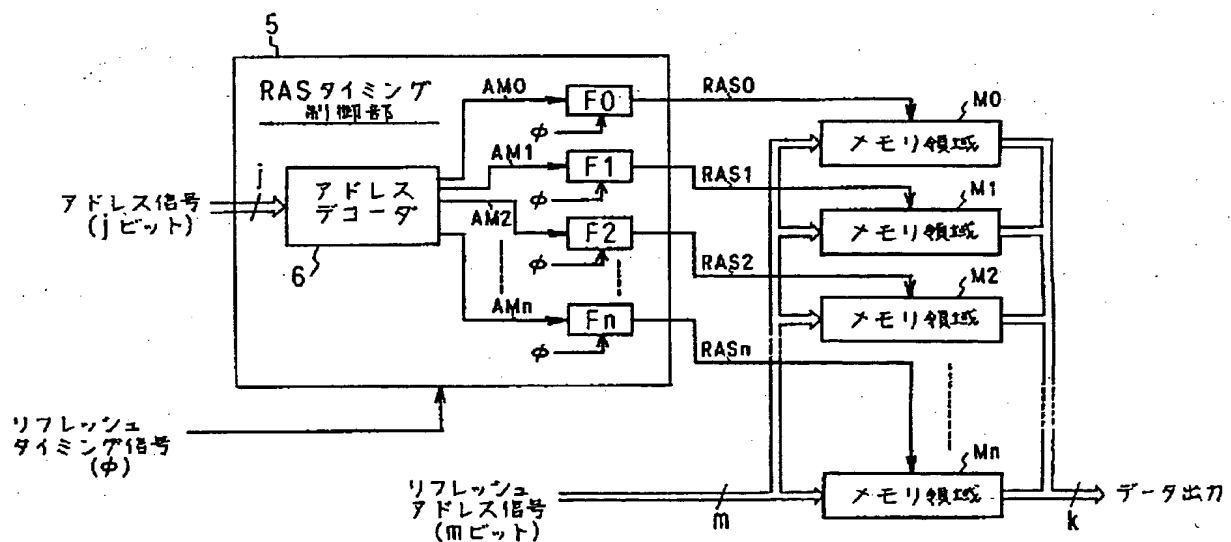 5
RASタイミング
制御部
アドレス信号
(jビット)
j
アドレス
デコーダ
6
AM0
F0
φ
AM1
F1
φ
AM2
F2
φ
AMn
Fn
φ
RAS0
RAS1
RAS2
RASn
M0
メモリ領域
M1
メモリ領域
M2
メモリ領域
Mn
メモリ領域
リフレッシュ
タイミング信号
(φ)
リフレッシュ
アドレス信号
(mビット)
m
k
データ出力